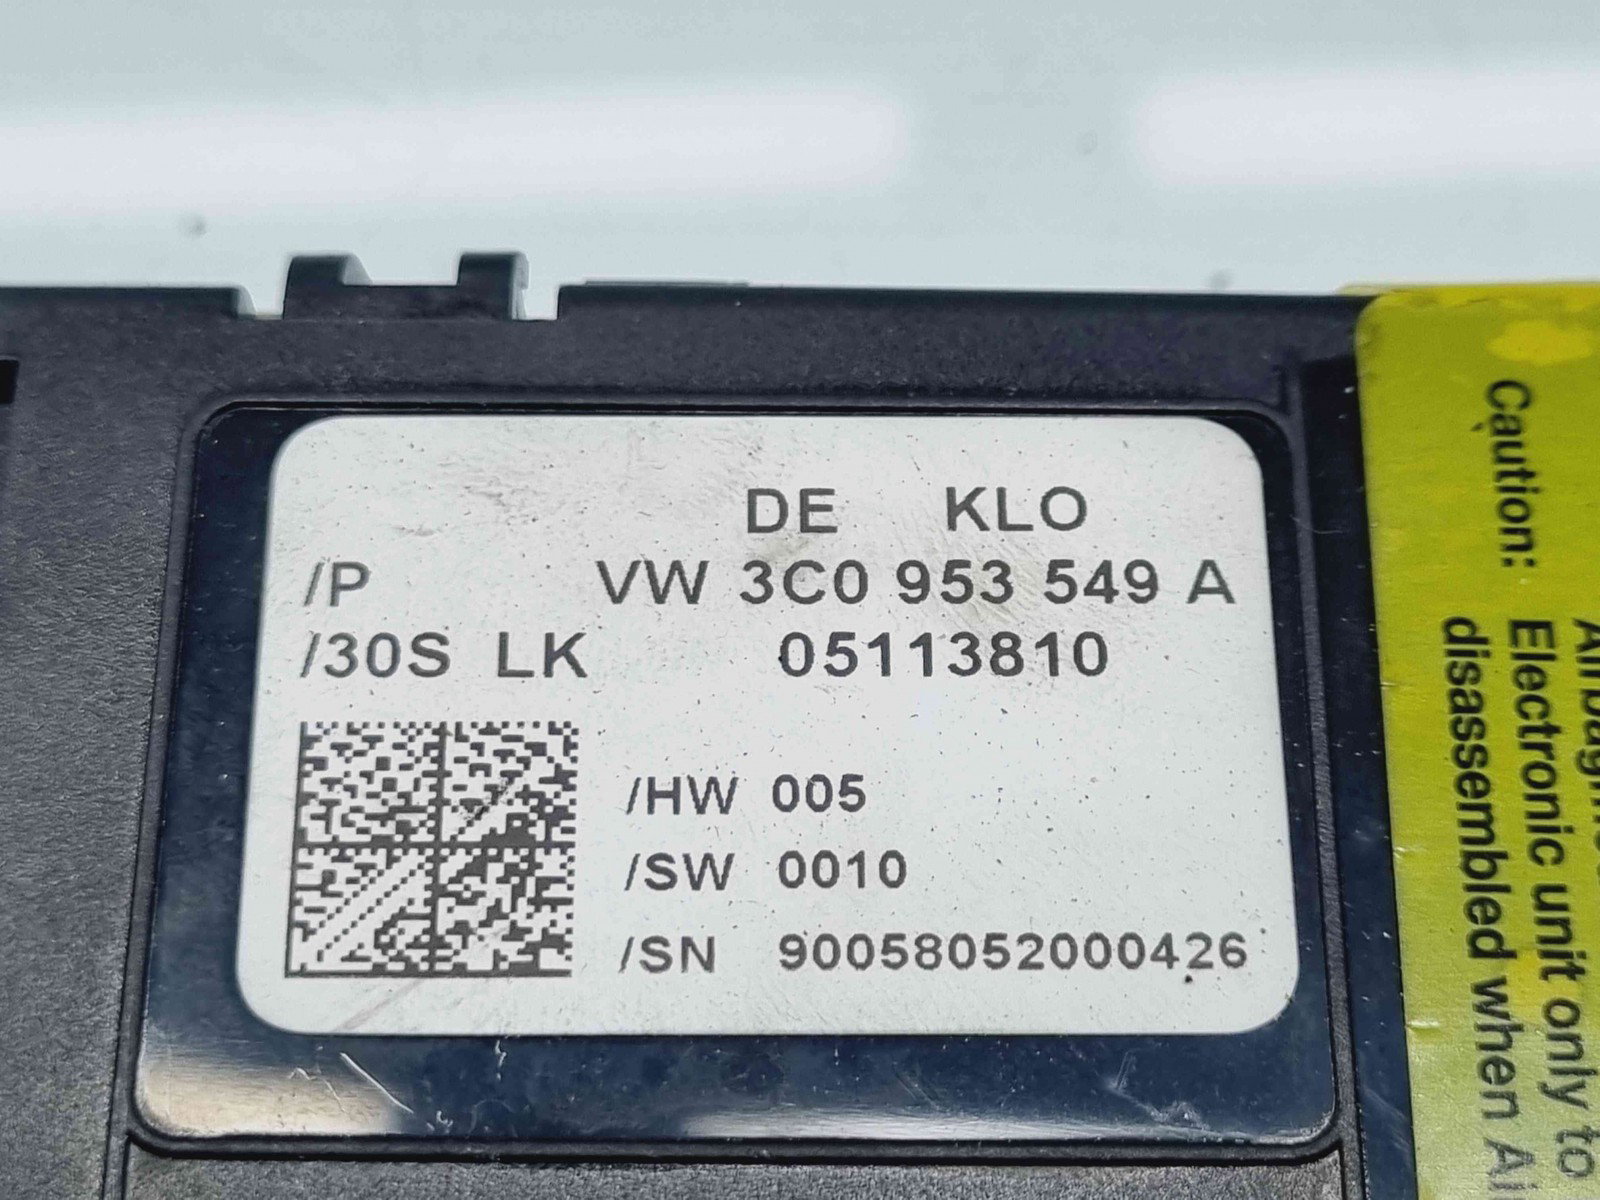 DE KLO
/P VW 3C0 953 549 A
/30S LK 05113810
/HW 005
/SW 0010
/SN 90058052000426
Caution:
Electronic unit only to
disassembled when